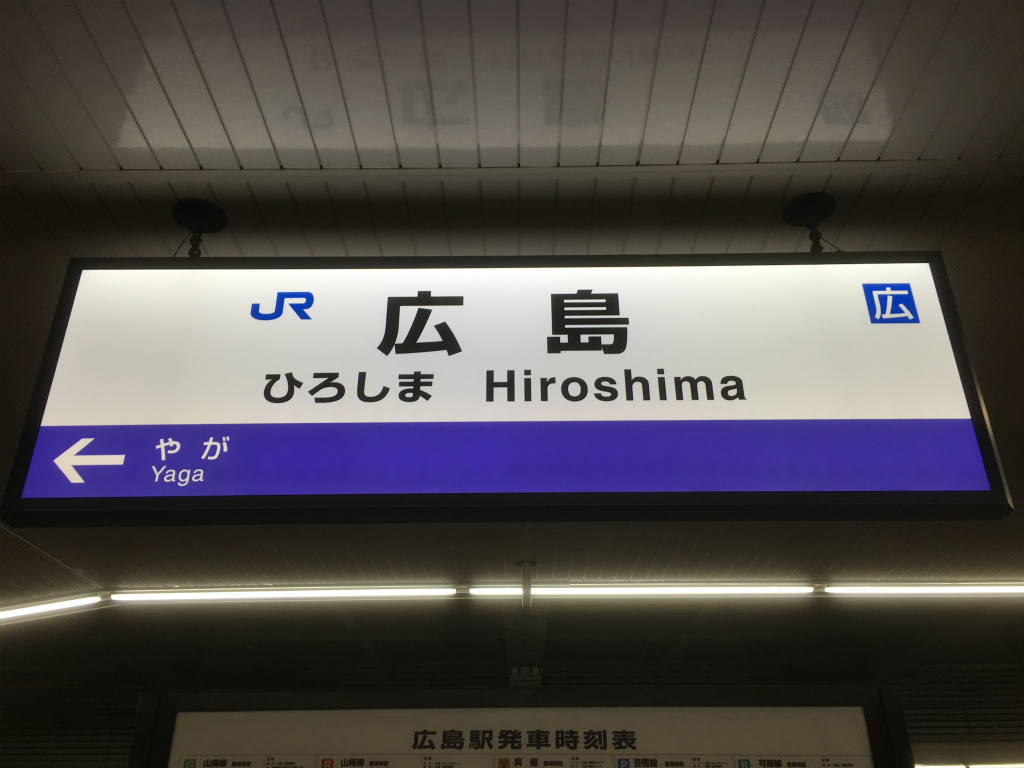 JR 広島 広
ひろしま Hiroshima
← やが
Yaga
広島駅発車時刻表
G 山陽線 R 山陽線 Y 呉線 P 芸備線 B 可部線